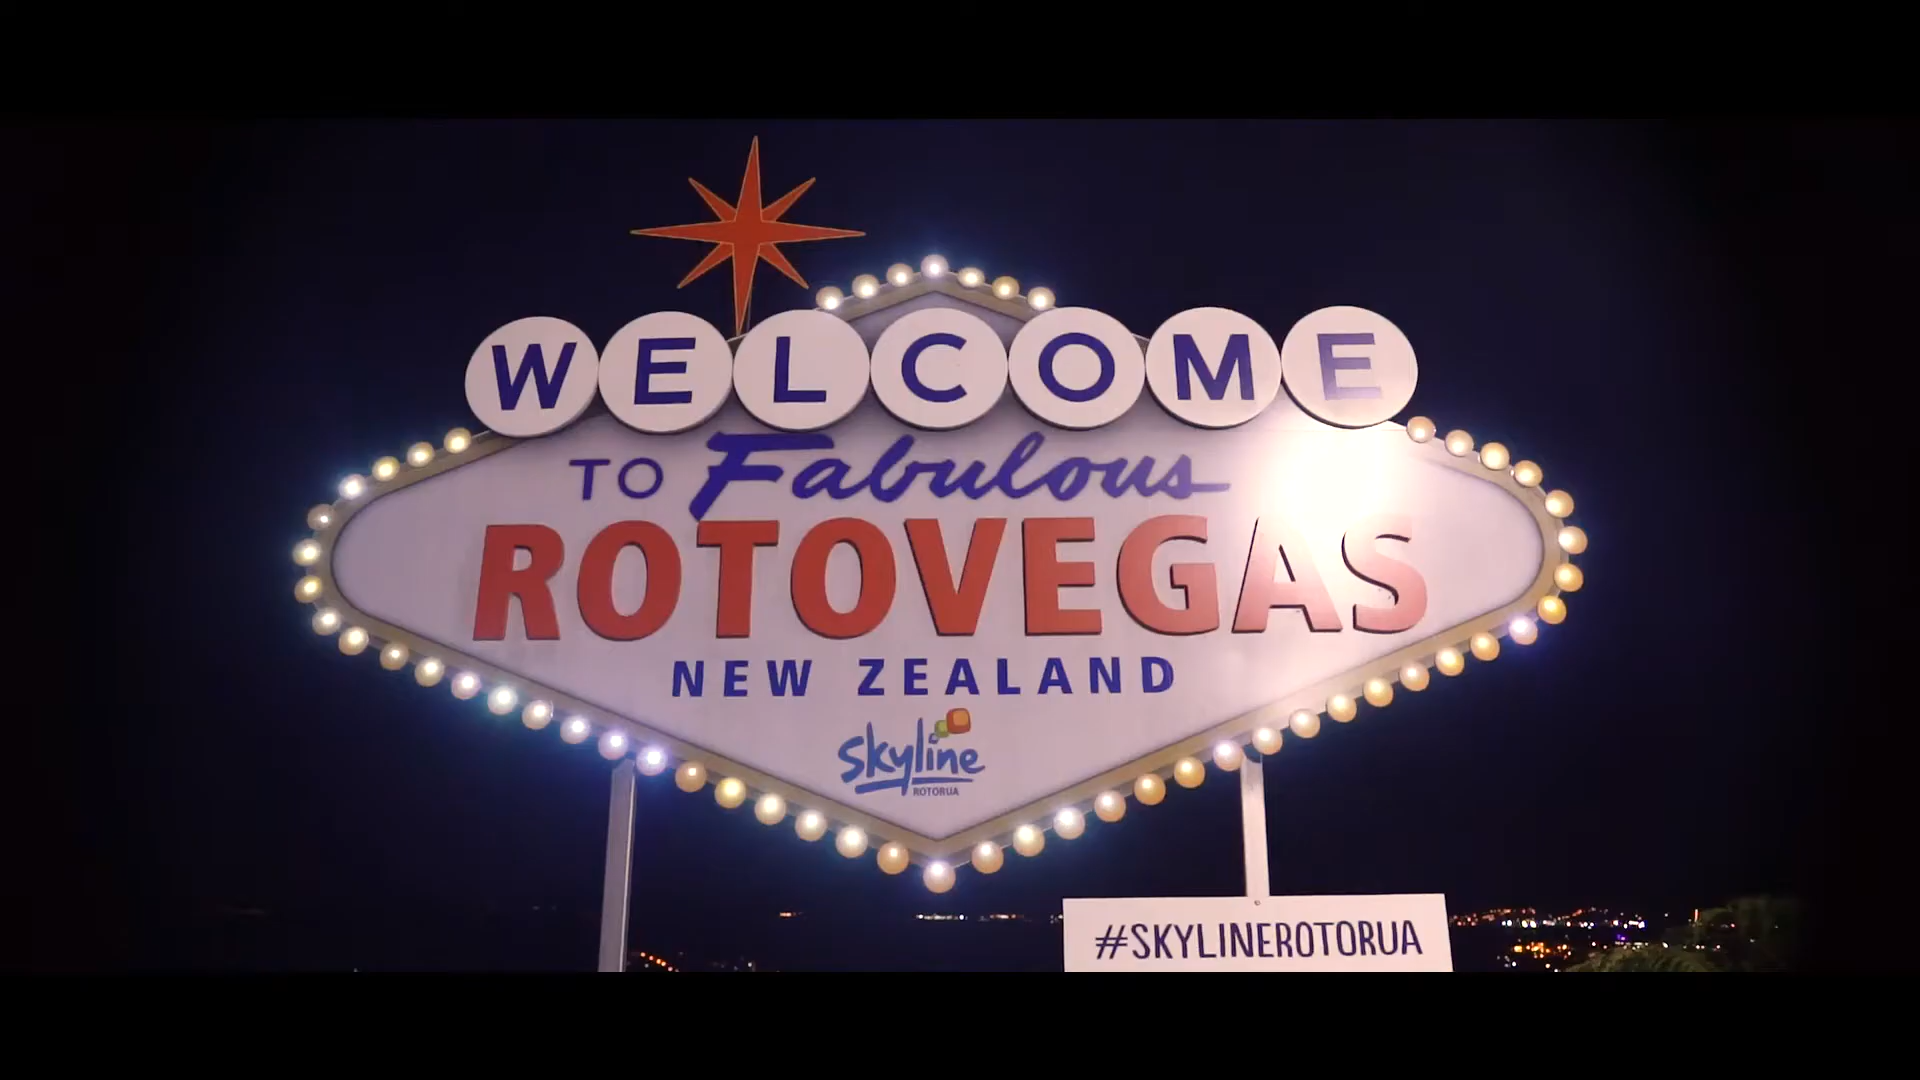 WELCOME
TO Fabulous
ROTOVEGAS
NEW ZEALAND
skyline
ROTORUA
#SKYLINEROTORUA